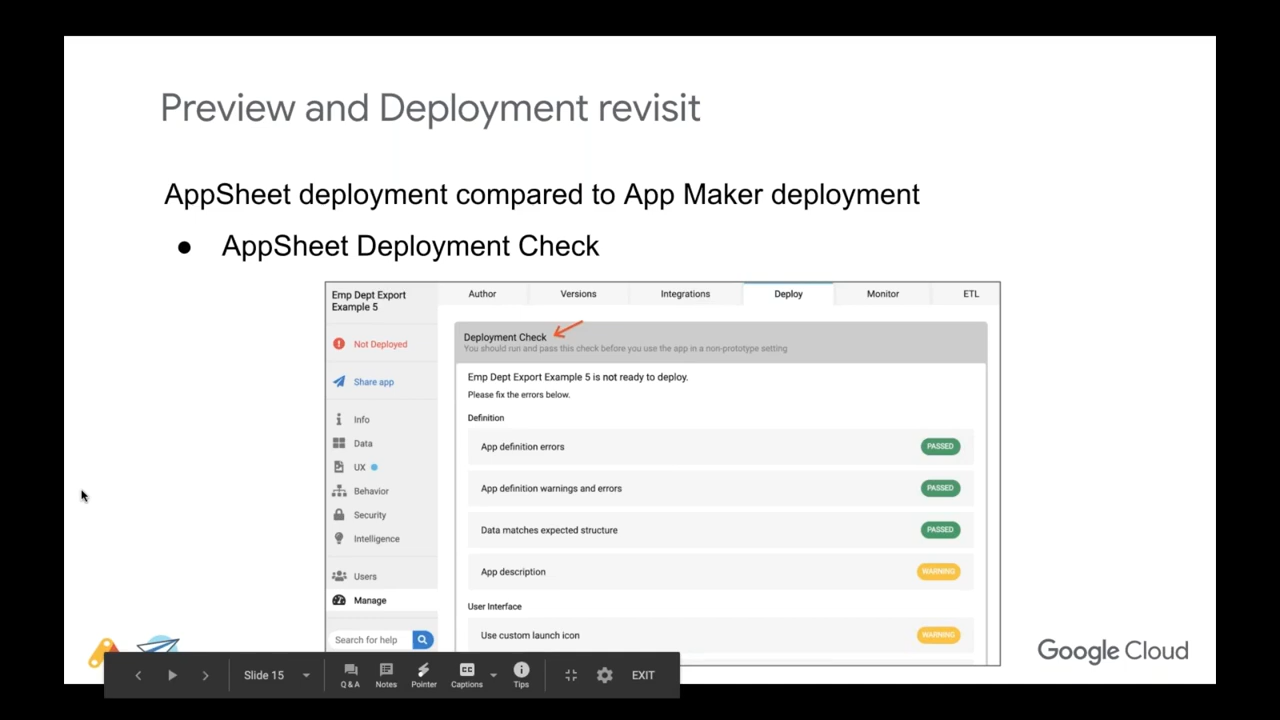 Preview and Deployment revisit
AppSheet deployment compared to App Maker deployment
● AppSheet Deployment Check
Emp Dept Export
Example 5
Not Deployed
Share app
Info
Data
UX
Behavior
Security
Intelligence
Users
Manage
Search for help
Author Versions Integrations Deploy Monitor ETL
Deployment Check
You should run and pass this check before you use the app in a non-prototype setting
Emp Dept Export Example 5 is not ready to deploy.
Please fix the errors below.
Definition
App definition errors PASSED
App definition warnings and errors PASSED
Data matches expected structure PASSED
App description WARNING
User Interface
Use custom launch icon WARNING
Google Cloud
Slide 15
Q & A
Notes
Pointer
CC
Captions
Tips
EXIT